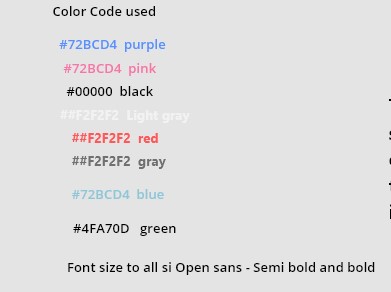 Color Code used
#72BCD4 purple
#72BCD4 pink
#00000 black
##F2F2F2 Light gray
##F2F2F2 red
##F2F2F2 gray
#72BCD4 blue
#4FA70D green
Font size to all si Open sans - Semi bold and bold